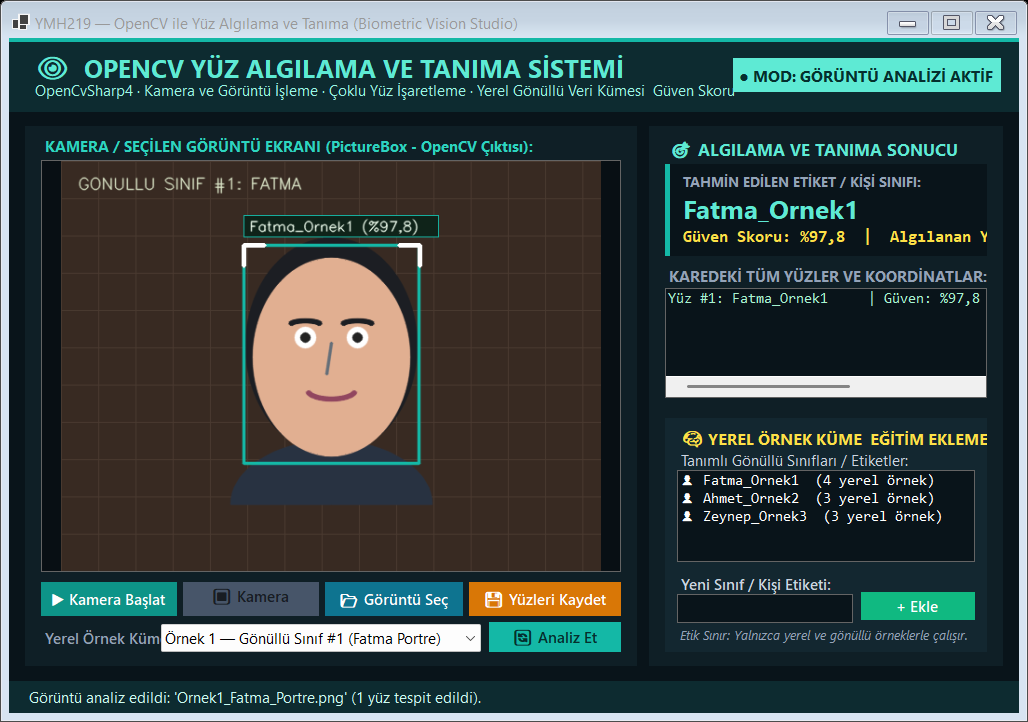 YMH219 — OpenCV ile Yüz Algılama ve Tanıma (Biometric Vision Studio)
OPENCV YÜZ ALGILAMA VE TANIMA SİSTEMİ
OpenCvSharp4 · Kamera ve Görüntü İşleme · Çoklu Yüz İşaretleme · Yerel Gönüllü Veri Kümesi  Güven Skoru
● MOD: GÖRÜNTÜ ANALİZİ AKTİF
KAMERA / SEÇİLEN GÖRÜNTÜ EKRANI (PictureBox - OpenCV Çıktısı):
GONULLU SINIF #1: FATMA
Fatma_Ornek1 (%97,8)
▶ Kamera Başlat
Kamera
Görüntü Seç
Yüzleri Kaydet
Yerel Örnek Küm
Örnek 1 — Gönüllü Sınıf #1 (Fatma Portre)
Analiz Et
ALGILAMA VE TANIMA SONUCU
TAHMİN EDİLEN ETİKET / KİŞİ SINIFI:
Fatma_Ornek1
Güven Skoru: %97,8  |  Algılanan Y
KAREDEKİ TÜM YÜZLER VE KOORDİNATLAR:
Yüz #1: Fatma_Ornek1     | Güven: %97,8
YEREL ÖRNEK KÜME  EĞİTİM EKLEME
Tanımlı Gönüllü Sınıfları / Etiketler:
Fatma_Ornek1  (4 yerel örnek)
Ahmet_Ornek2  (3 yerel örnek)
Zeynep_Ornek3  (3 yerel örnek)
Yeni Sınıf / Kişi Etiketi:
+ Ekle
Etik Sınır: Yalnızca yerel ve gönüllü örneklerle çalışır.
Görüntü analiz edildi: 'Ornek1_Fatma_Portre.png' (1 yüz tespit edildi).